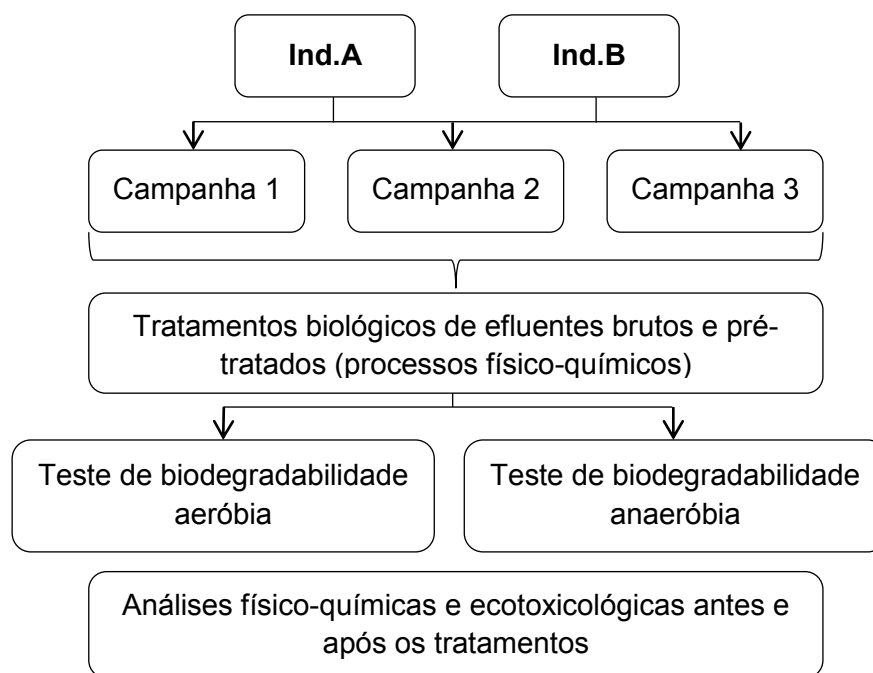 Ind.A
Ind.B
Campanha 1
Campanha 2
Campanha 3
Tratamentos biológicos de efluentes brutos e pré-
tratados (processos físico-químicos)
Teste de biodegradabilidade
aeróbia
Teste de biodegradabilidade
anaeróbia
Análises físico-químicas e ecotoxicológicas antes e
após os tratamentos